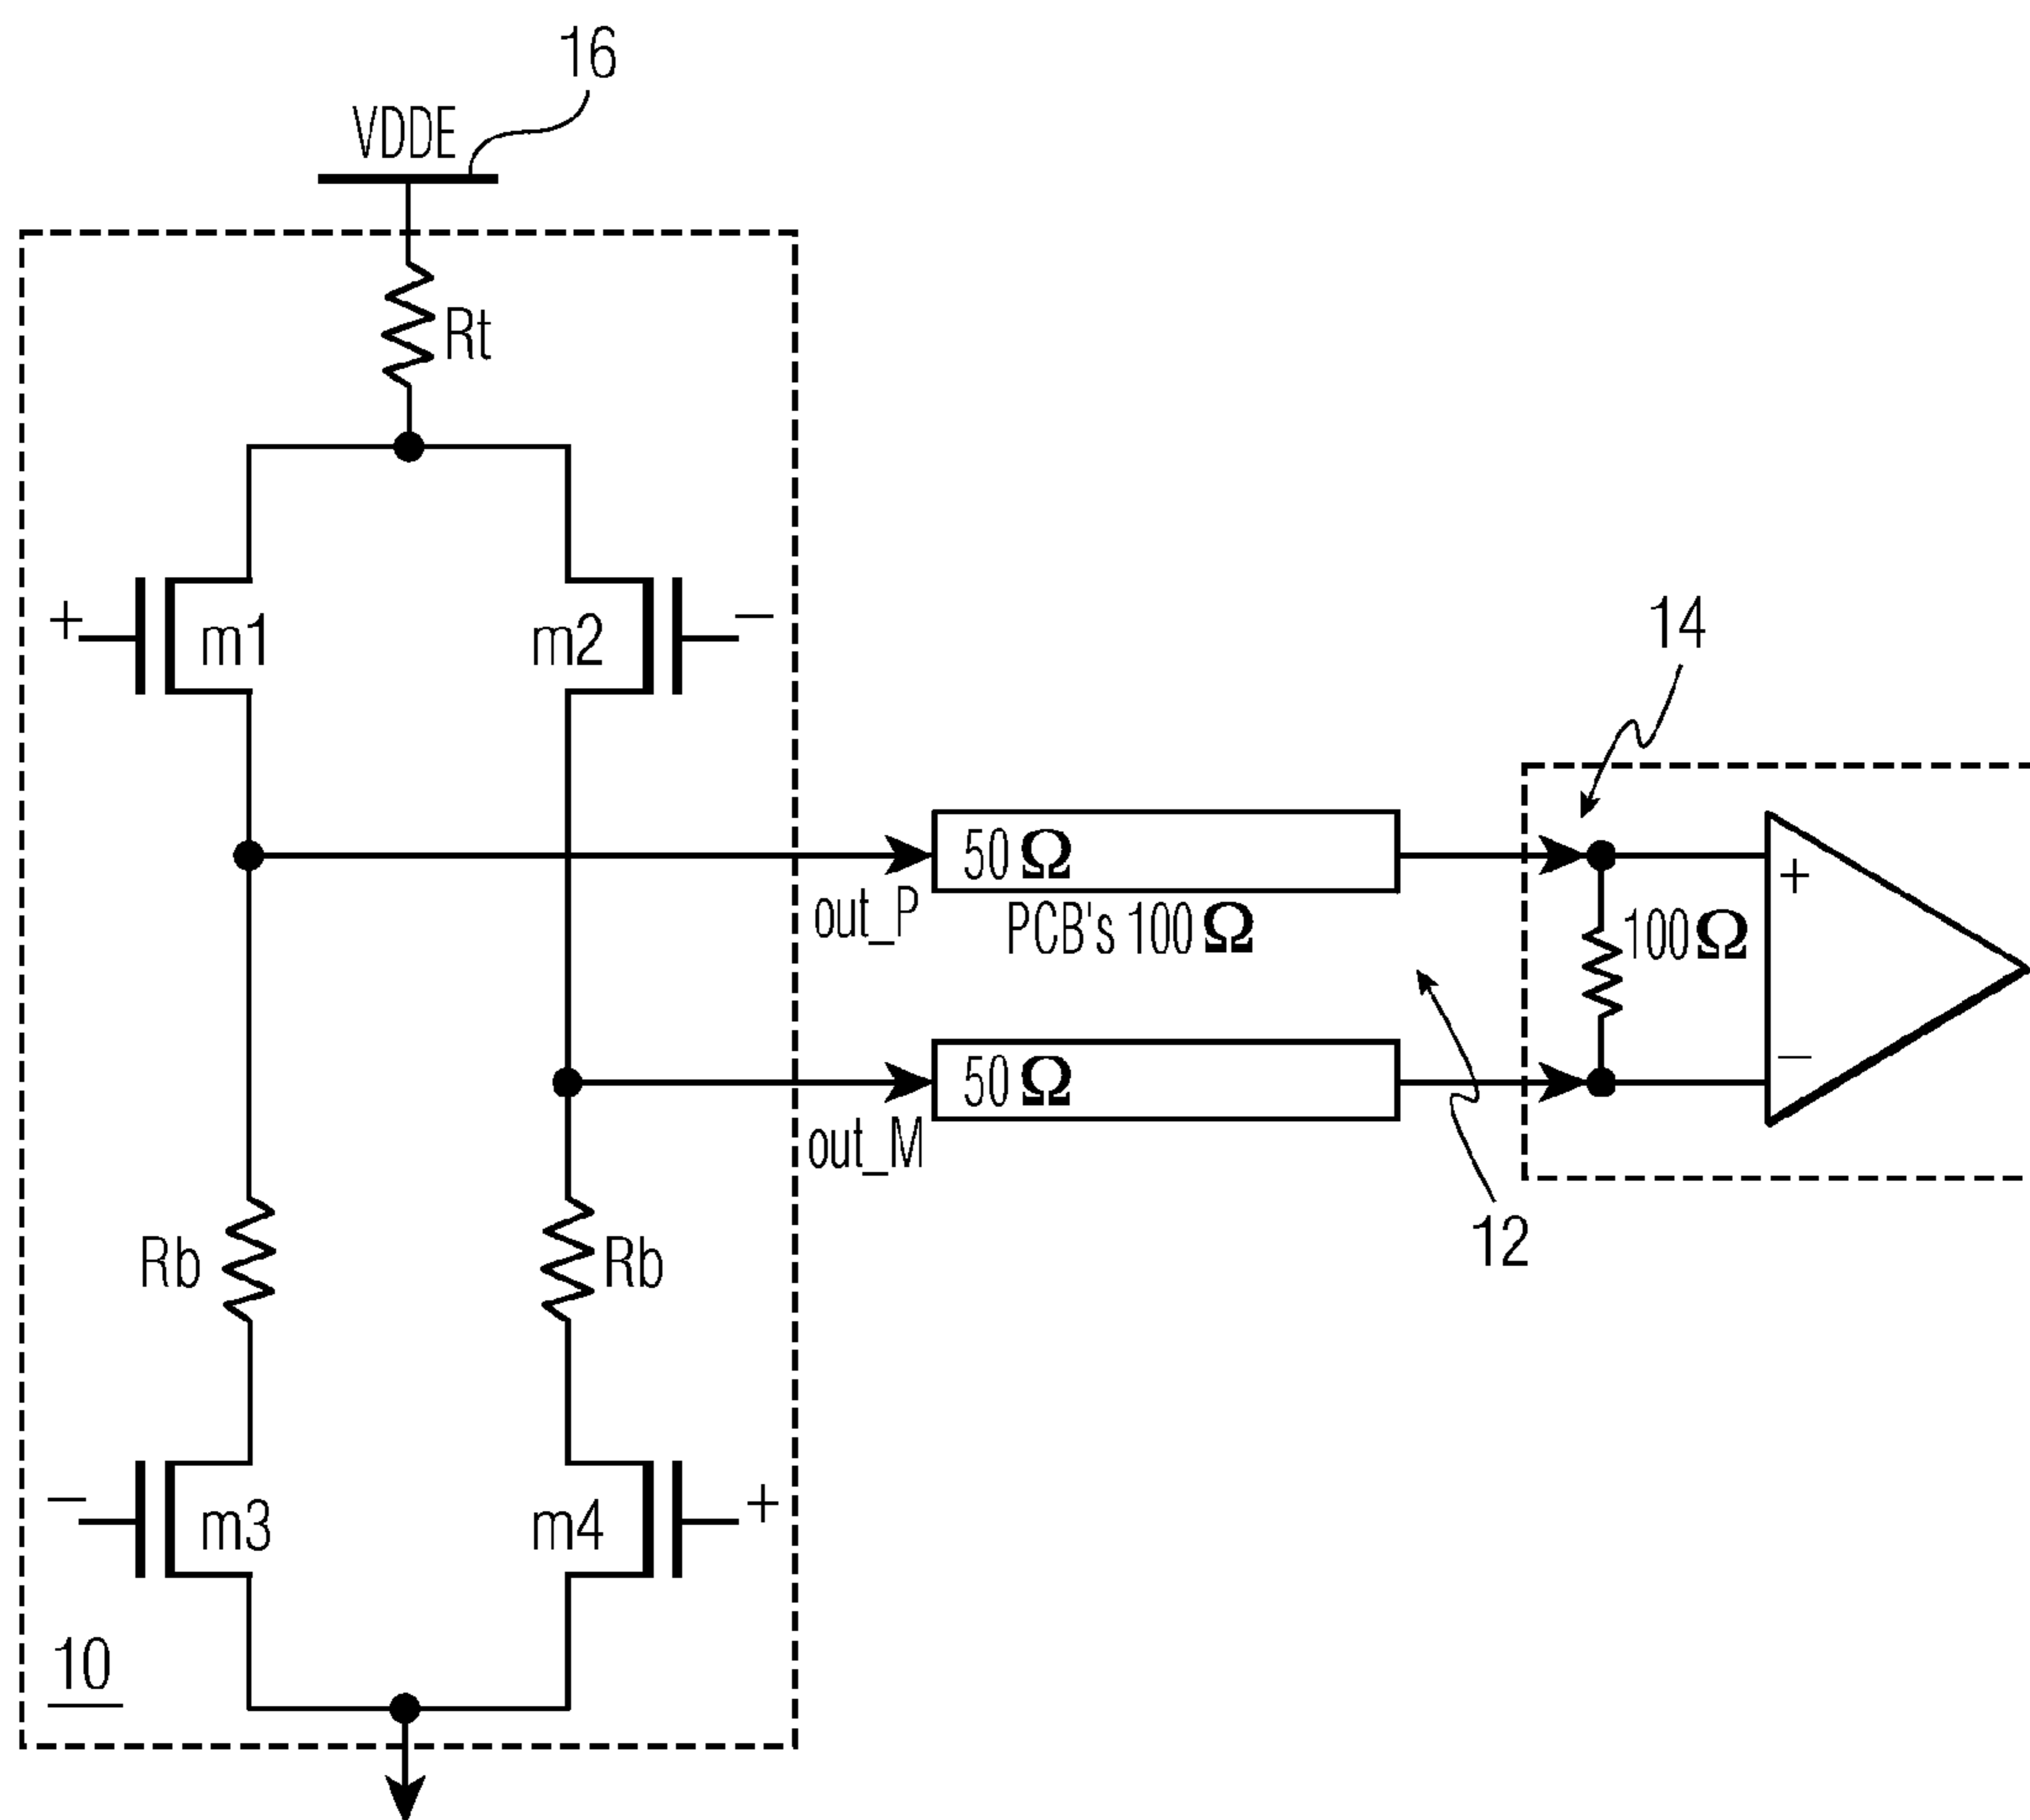 16
VDDE
Rt
+
m1
m2
−
14
50 Ω
out_P
PCB's 100 Ω
+
100 Ω
50 Ω
−
out_M
12
Rb
Rb
−
m3
m4
+
10